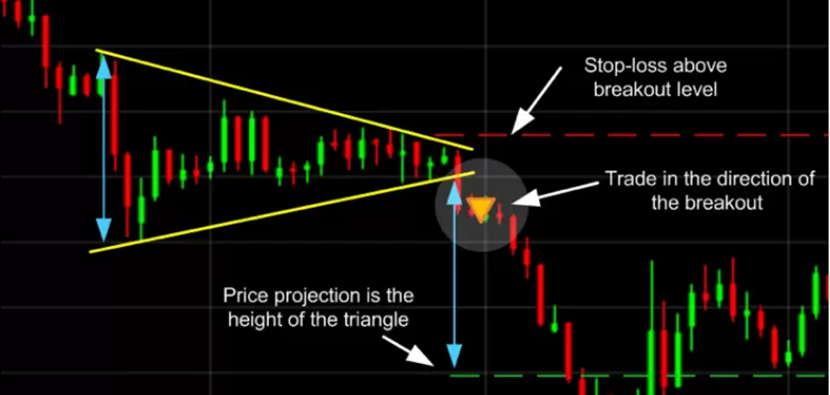 Stop-loss above
breakout level
Trade in the direction of
the breakout
Price projection is the
height of the triangle